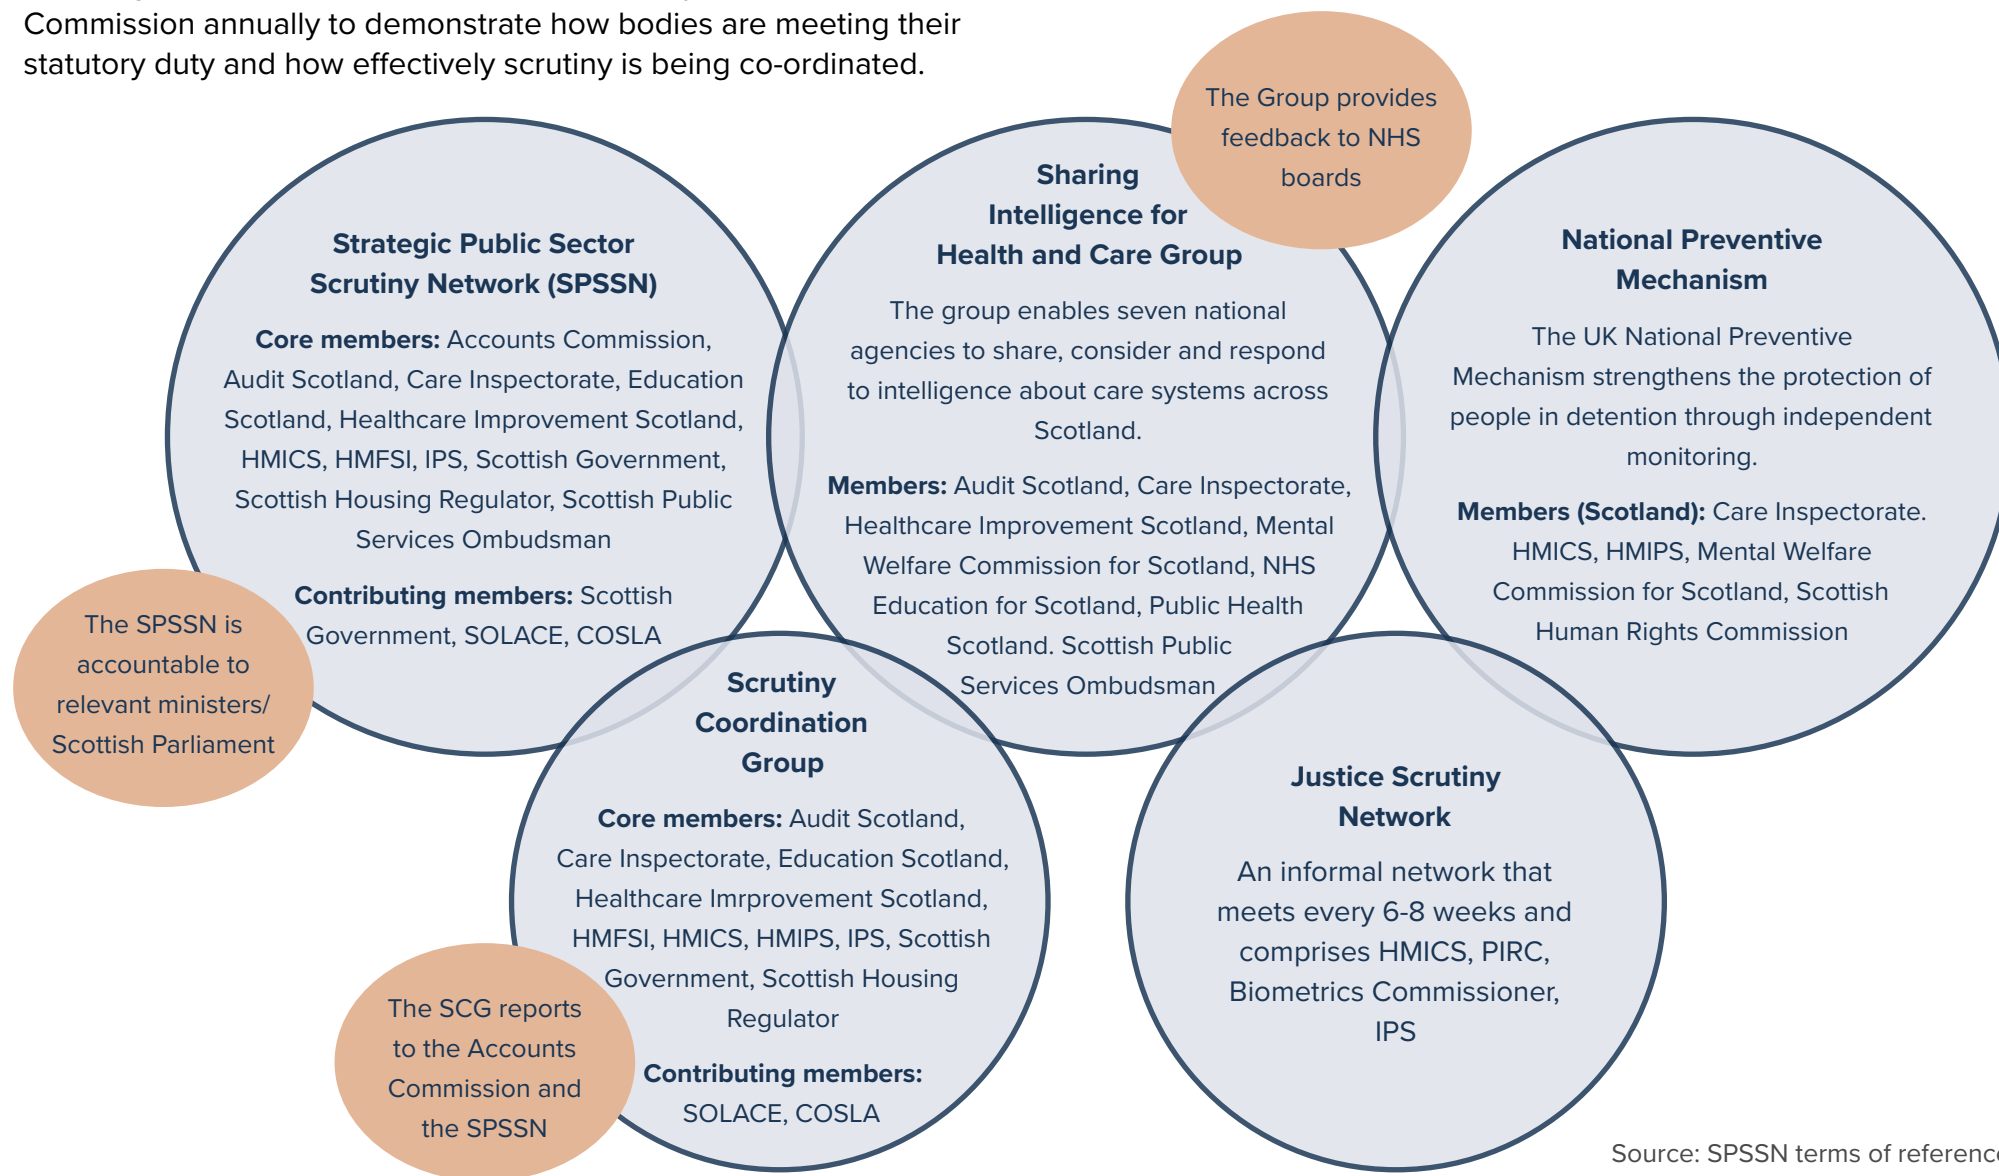 Commission annually to demonstrate how bodies are meeting their
statutory duty and how effectively scrutiny is being co-ordinated.
Strategic Public Sector
Scrutiny Network (SPSSN)
Core members: Accounts Commission,
Audit Scotland, Care Inspectorate, Education
Scotland, Healthcare Improvement Scotland,
HMICS, HMFSI, IPS, Scottish Government,
Scottish Housing Regulator, Scottish Public
Services Ombudsman
Contributing members: Scottish
Government, SOLACE, COSLA
The SPSSN is
accountable to
relevant ministers/
Scottish Parliament
Sharing
Intelligence for
Health and Care Group
The group enables seven national
agencies to share, consider and respond
to intelligence about care systems across
Scotland.
Members: Audit Scotland, Care Inspectorate,
Healthcare Improvement Scotland, Mental
Welfare Commission for Scotland, NHS
Education for Scotland, Public Health
Scotland. Scottish Public
Services Ombudsman
The Group provides
feedback to NHS
boards
National Preventive
Mechanism
The UK National Preventive
Mechanism strengthens the protection of
people in detention through independent
monitoring.
Members (Scotland): Care Inspectorate.
HMICS, HMIPS, Mental Welfare
Commission for Scotland, Scottish
Human Rights Commission
Scrutiny
Coordination
Group
Core members: Audit Scotland,
Care Inspectorate, Education Scotland,
Healthcare Imrprovement Scotland,
HMFSI, HMICS, HMIPS, IPS, Scottish
Government, Scottish Housing
Regulator
Contributing members:
SOLACE, COSLA
The SCG reports
to the Accounts
Commission and
the SPSSN
Justice Scrutiny
Network
An informal network that
meets every 6-8 weeks and
comprises HMICS, PIRC,
Biometrics Commissioner,
IPS
Source: SPSSN terms of reference